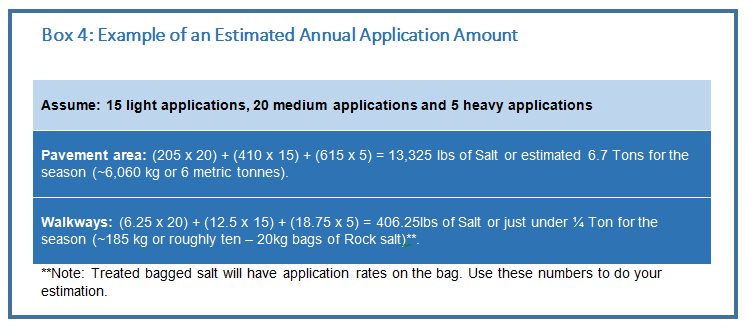 Box 4: Example of an Estimated Annual Application Amount
Assume: 15 light applications, 20 medium applications and 5 heavy applications
Pavement area: (205 x 20) + (410 x 15) + (615 x 5) = 13,325 lbs of Salt or estimated 6.7 Tons for the
season (~6,060 kg or 6 metric tonnes).
Walkways: (6.25 x 20) + (12.5 x 15) + (18.75 x 5) = 406.25lbs of Salt or just under ¼ Ton for the
season (~185 kg or roughly ten – 20kg bags of Rock salt)**.
**Note: Treated bagged salt will have application rates on the bag. Use these numbers to do your
estimation.